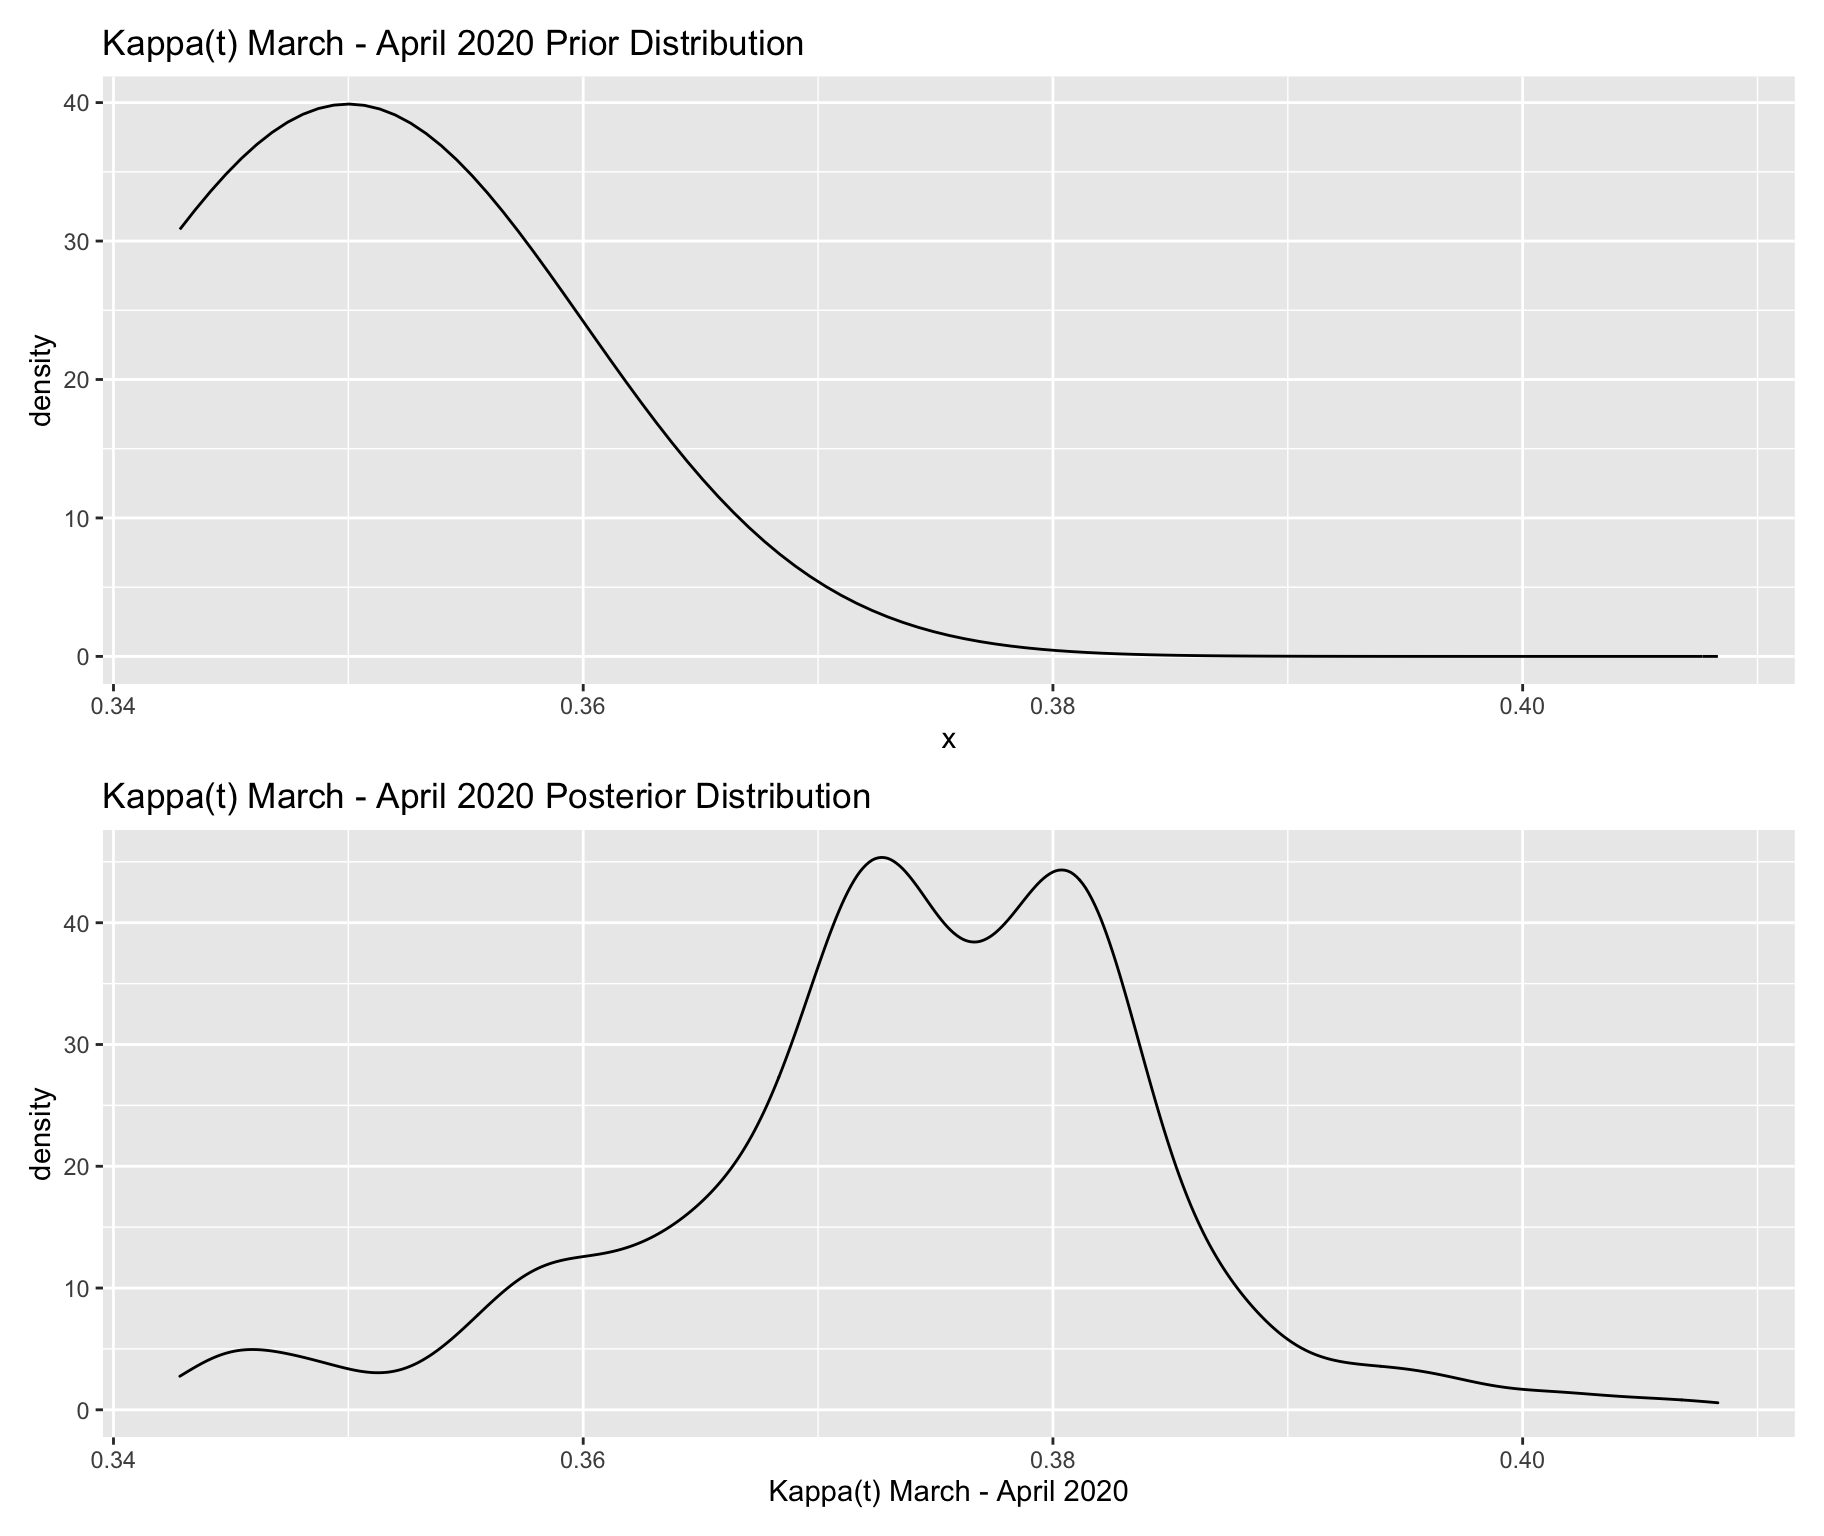 Kappa(t) March - April 2020 Prior Distribution
40
30
20
10
0
density
0.34 0.36 0.38 0.40
x
Kappa(t) March - April 2020 Posterior Distribution
40
30
20
10
0
density
0.34 0.36 0.38 0.40
Kappa(t) March - April 2020